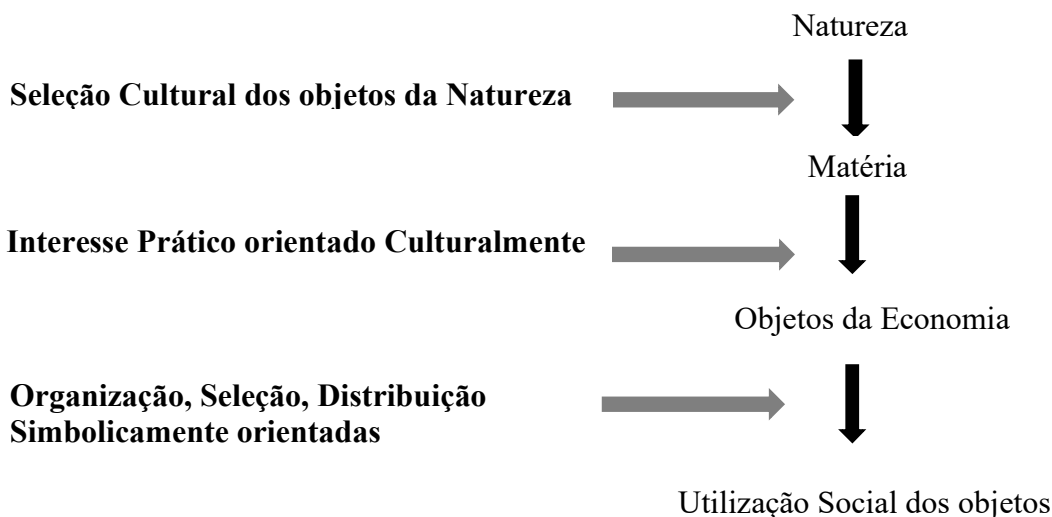 Natureza
Seleção Cultural dos objetos da Natureza
Matéria
Interesse Prático orientado Culturalmente
Objetos da Economia
Organização, Seleção, Distribuição
Simbolicamente orientadas
Utilização Social dos objetos